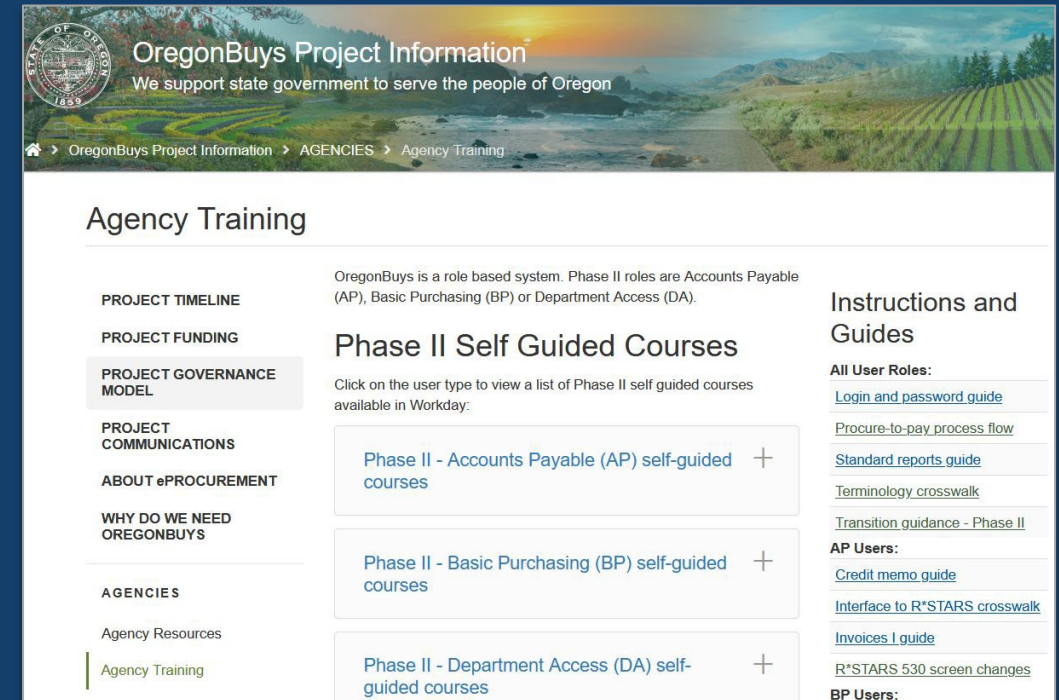 STATE OF OREGON
1859
OregonBuys Project Information
We support state government to serve the people of Oregon
> OregonBuys Project Information > AGENCIES > Agency Training
Agency Training
PROJECT TIMELINE
PROJECT FUNDING
PROJECT GOVERNANCE
MODEL
PROJECT
COMMUNICATIONS
ABOUT ePROCUREMENT
WHY DO WE NEED
OREGONBUYS
AGENCIES
Agency Resources
Agency Training
OregonBuys is a role based system. Phase II roles are Accounts Payable
(AP), Basic Purchasing (BP) or Department Access (DA).
Phase II Self Guided Courses
Click on the user type to view a list of Phase II self guided courses
available in Workday:
Phase II - Accounts Payable (AP) self-guided
courses
Phase II - Basic Purchasing (BP) self-guided
courses
Phase II - Department Access (DA) self-
guided courses
Instructions and
Guides
All User Roles:
Login and password guide
Procure-to-pay process flow
Standard reports guide
Terminology crosswalk
Transition guidance - Phase II
AP Users:
Credit memo guide
Interface to R*STARS crosswalk
Invoices I guide
R*STARS 530 screen changes
BP Users: